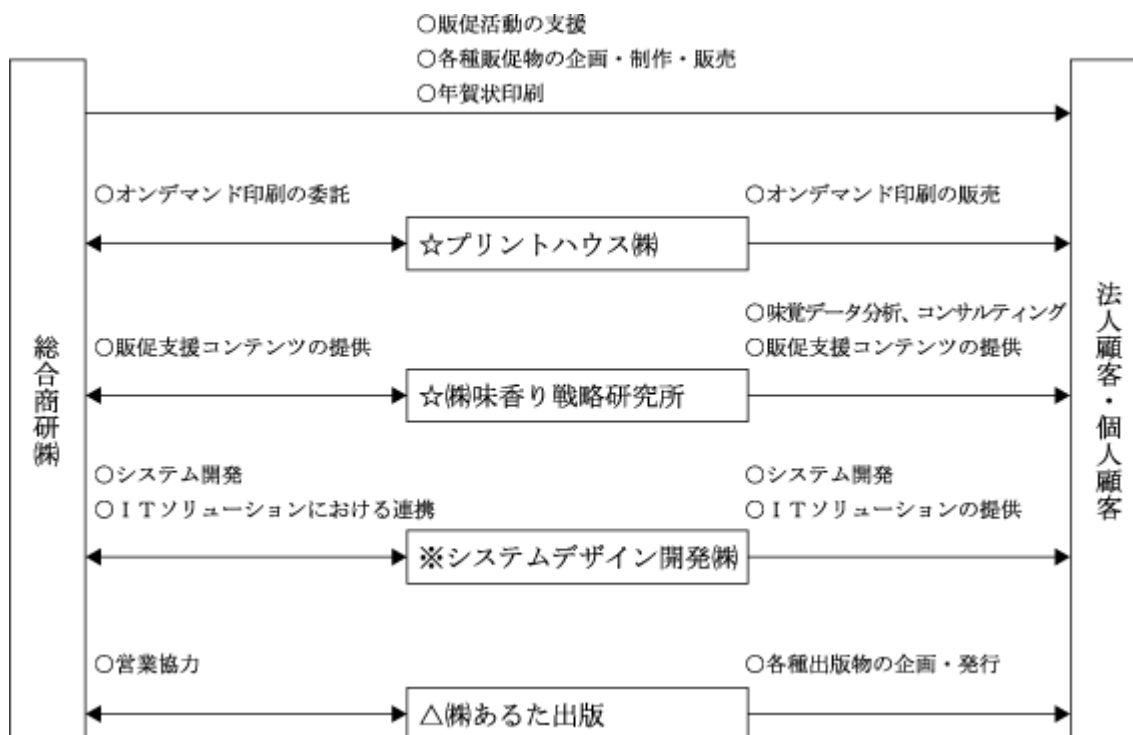 ○販促活動の支援
○各種販促物の企画・制作・販売
○年賀状印刷
○オンデマンド印刷の委託
○オンデマンド印刷の販売
☆プリントハウス㈱
○味覚データ分析、コンサルティング
○販促支援コンテンツの提供
○販促支援コンテンツの提供
☆㈱味香り戦略研究所
総合商研㈱
法人顧客・個人顧客
○システム開発
○ＩＴソリューションにおける連携
○システム開発
○ＩＴソリューションの提供
※システムデザイン開発㈱
○営業協力
○各種出版物の企画・発行
△㈱あるた出版